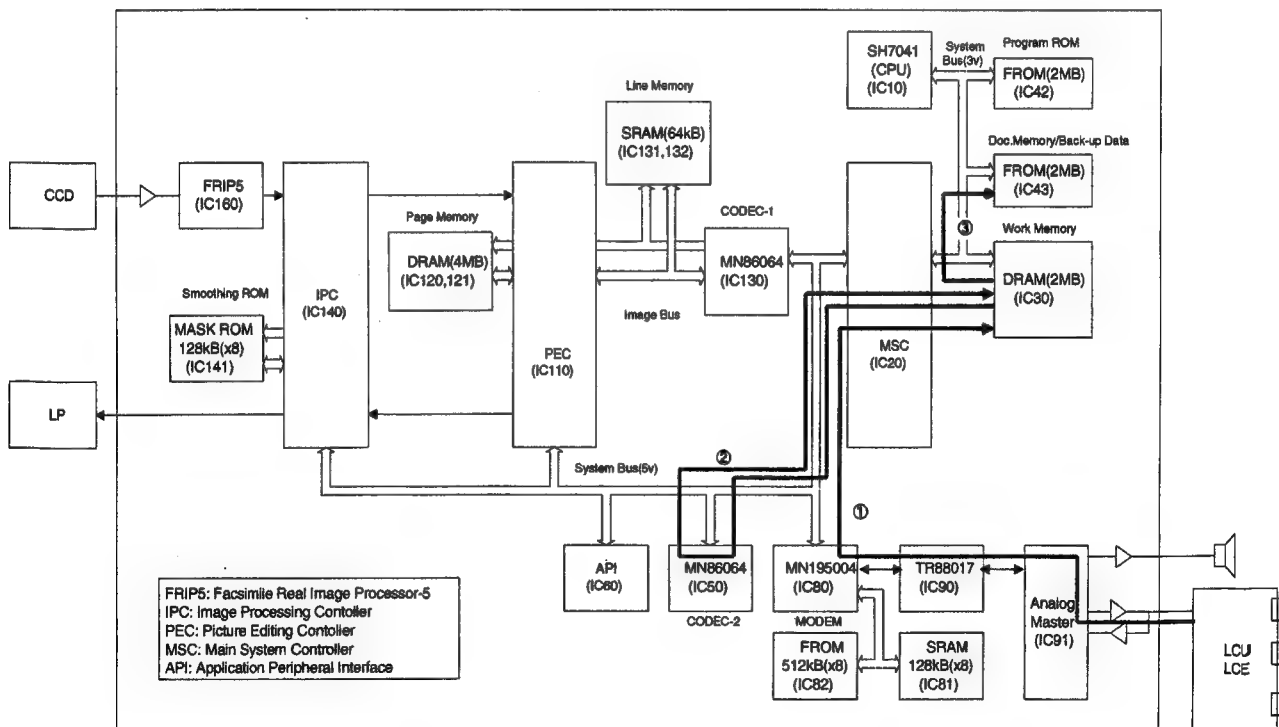 SH7041
(CPU)
(IC10)
System
Bus(3v)
Program ROM
FROM(2MB)
(IC42)
Line Memory
SRAM(64kB)
(IC131,132)
Doc.Memory/Back-up Data
FROM(2MB)
(IC43)
CCD
FRIP5
(IC160)
Page Memory
DRAM(4MB)
(IC120,121)
CODEC-1
MN86064
(IC130)
③
Work Memory
DRAM(2MB)
(IC30)
Smoothing ROM
MASK ROM
128kB(x8)
(IC141)
IPC
(IC140)
Image Bus
PEC
(IC110)
MSC
(IC20)
LP
②
System Bus(5v)
①
API
(IC60)
MN86064
(IC50)
CODEC-2
MN195004
(IC80)
MODEM
TR88017
(IC90)
Analog
Master
(IC91)
FROM
512kB(x8)
(IC82)
SRAM
128kB(x8)
(IC81)
LCU
LCE
FRIP5: Facsimile Real Image Processor-5
IPC: Image Processing Contoller
PEC: Picture Editing Contoller
MSC: Main System Controller
API: Application Peripheral Interface